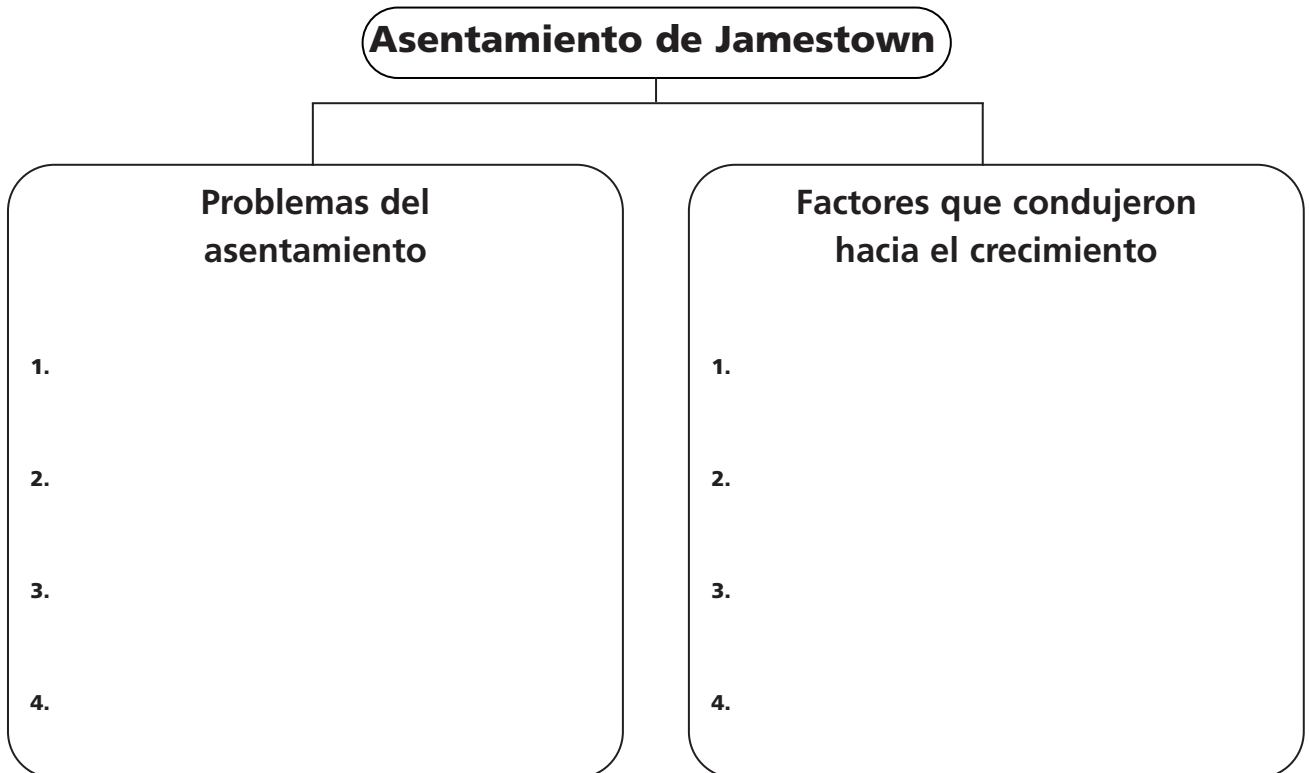 Asentamiento de Jamestown
Problemas del
asentamiento
1.
2.
3.
4.
Factores que condujeron
hacia el crecimiento
1.
2.
3.
4.